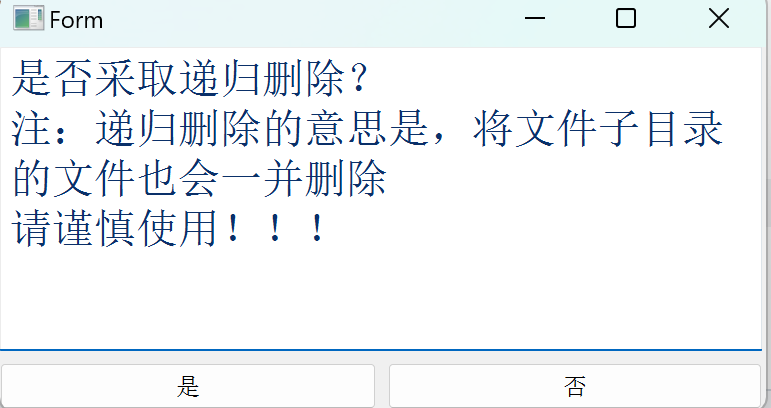 Form
是否采取递归删除？
注：递归删除的意思是，将文件子目录
的文件也会一并删除
请谨慎使用！！！
是
否